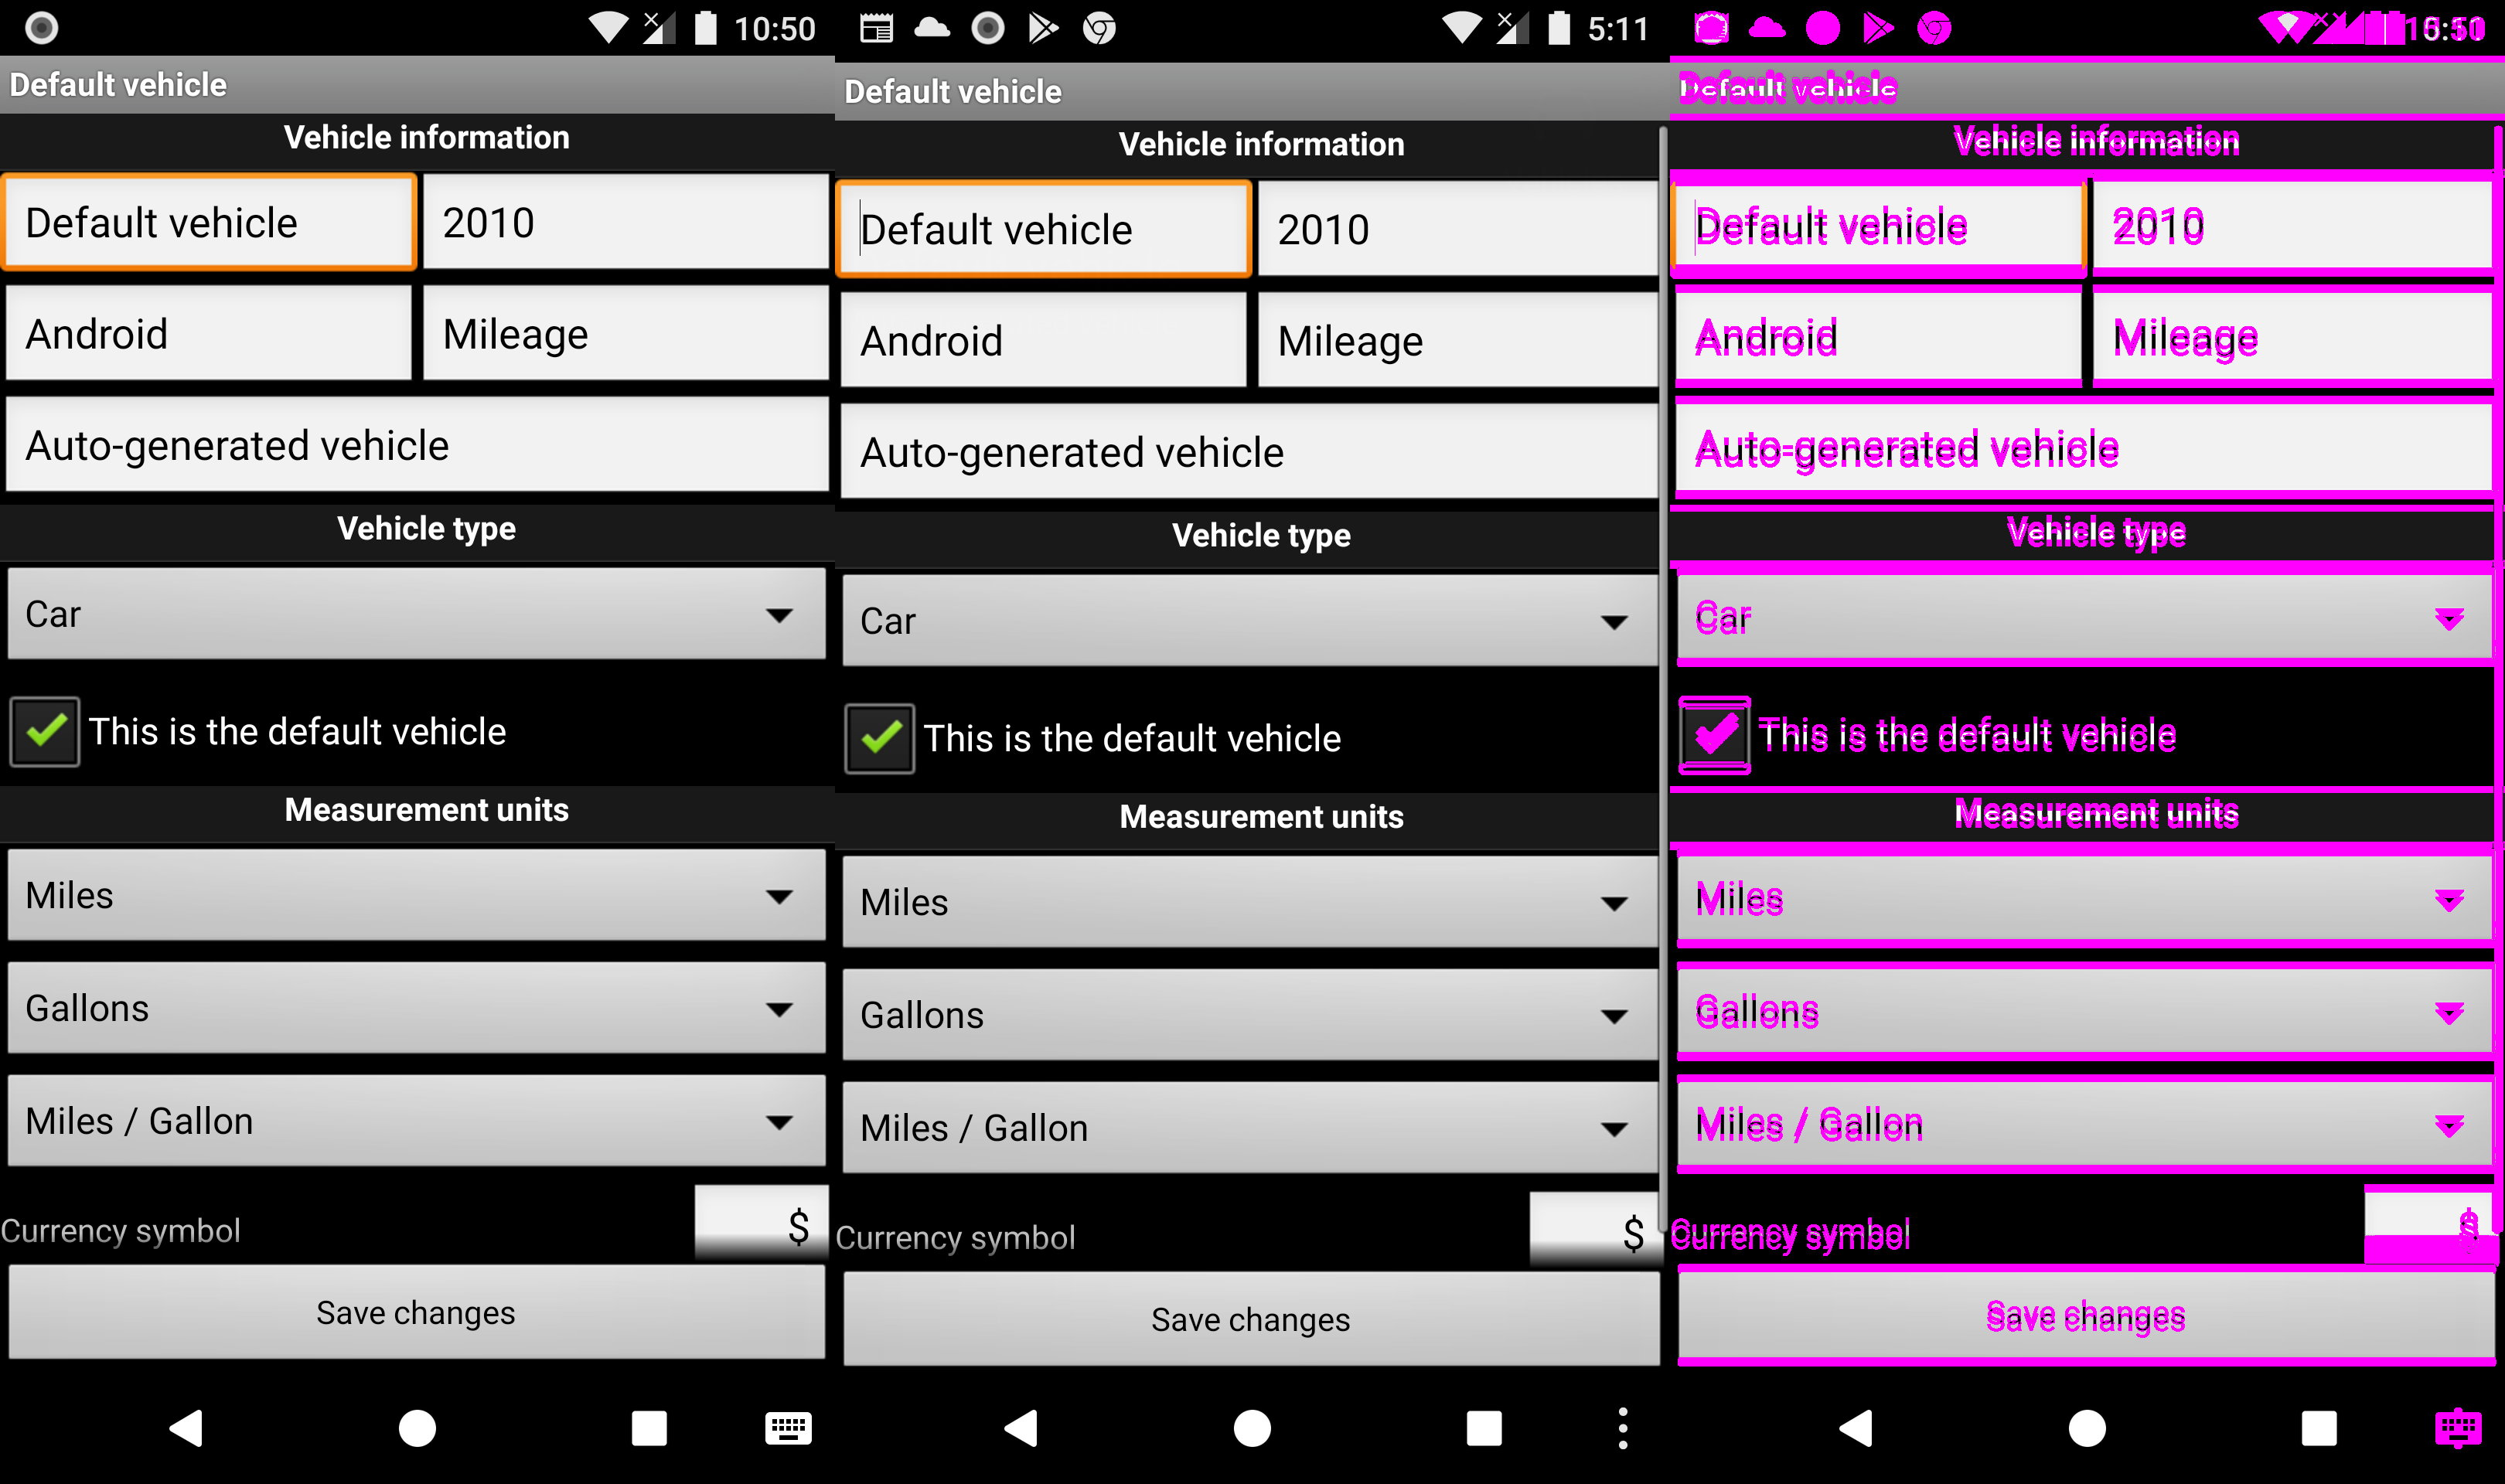 10:50
Default vehicle
Vehicle information
Default vehicle
2010
Android
Mileage
Auto-generated vehicle
Vehicle type
Car
This is the default vehicle
Measurement units
Miles
Gallons
Miles / Gallon
Currency symbol
$
Save changes
5:11
Default vehicle
Vehicle information
Default vehicle
2010
Android
Mileage
Auto-generated vehicle
Vehicle type
Car
This is the default vehicle
Measurement units
Miles
Gallons
Miles / Gallon
Currency symbol
$
Save changes
Default vehicle
Vehicle information
Default vehicle
2010
Android
Mileage
Auto-generated vehicle
Vehicle type
Car
This is the default vehicle
Measurement units
Miles
Gallons
Miles / Gallon
Currency symbol
$
Save changes